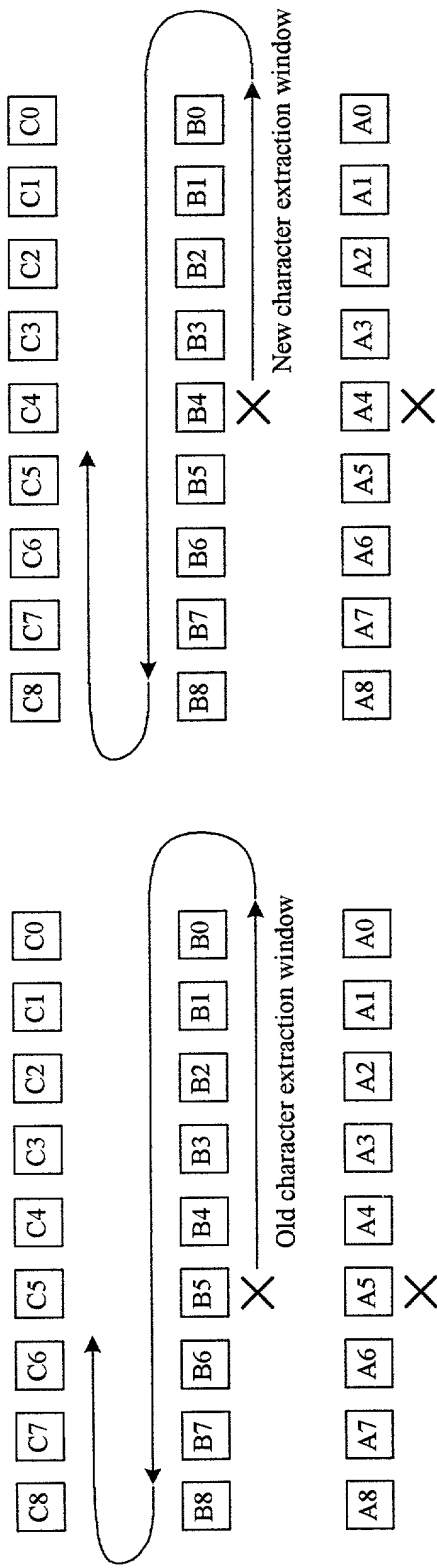 C8 C7 C6 C5 C4 C3 C2 C1 C0
B8 B7 B6 B5 B4 B3 B2 B1 B0
Old character extraction window
A8 A7 A6 A5 A4 A3 A2 A1 A0
C8 C7 C6 C5 C4 C3 C2 C1 C0
B8 B7 B6 B5 B4 B3 B2 B1 B0
New character extraction window
A8 A7 A6 A5 A4 A3 A2 A1 A0